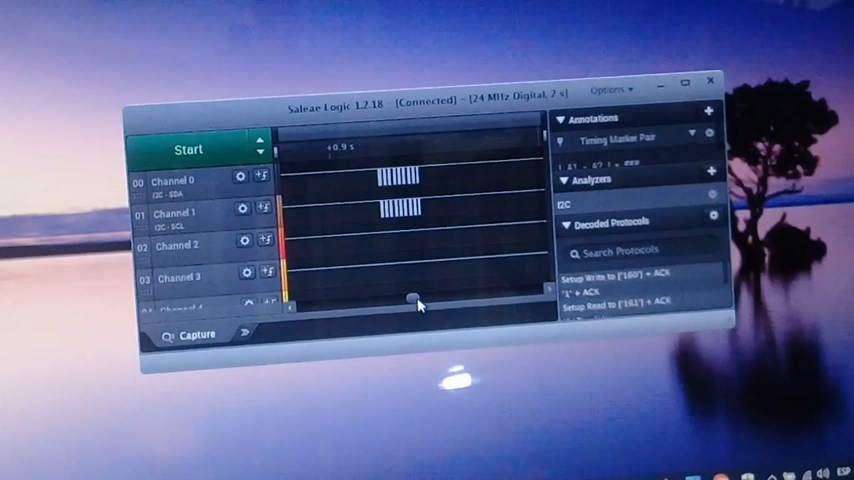 Saleae Logic 1.2.18 - [Connected] - [24 MHz Digital, 2 s]
Options
Start
+0.9 s
00 Channel 0
I2C - SDA
01 Channel 1
I2C - SCL
02 Channel 2
03 Channel 3
Capture
Annotations
Timing Marker Pair
Analyzers
I2C
Decoded Protocols
Search Protocols
Setup Write to ['160'] + ACK
'1' + ACK
Setup Read to ['161'] + ACK
ESP